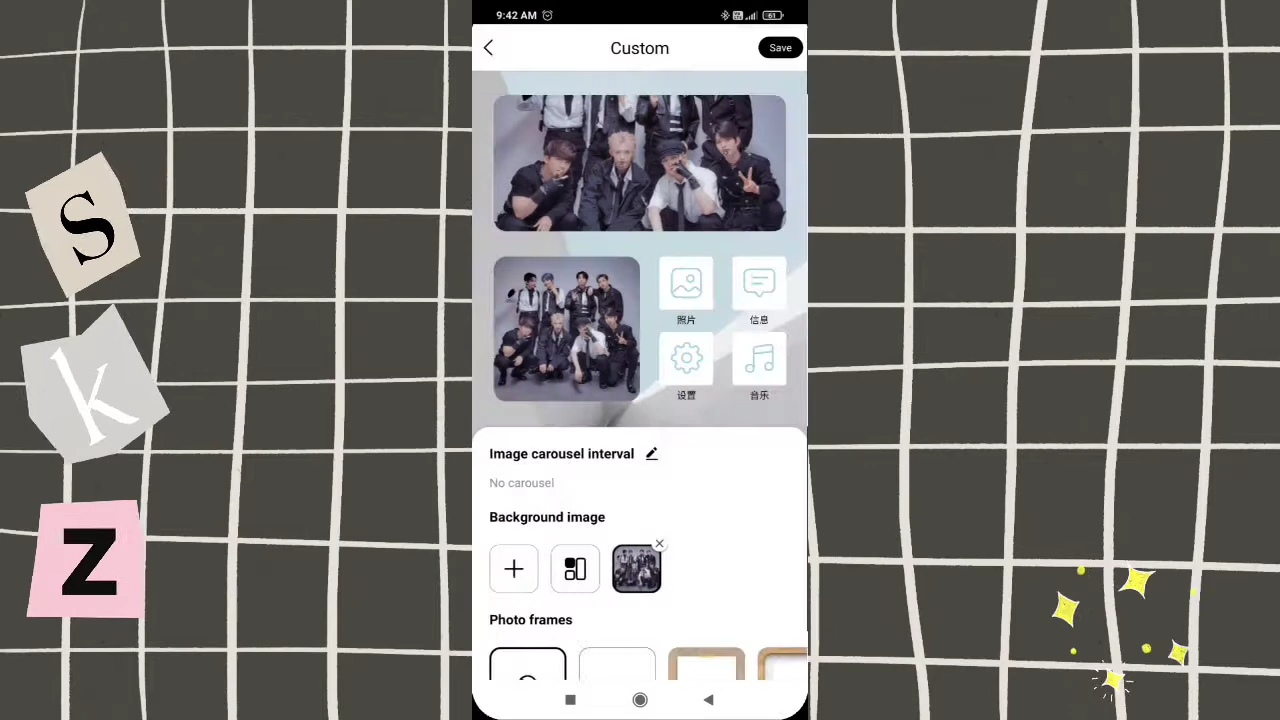 9:42 AM
61
Custom
Save
照片
信息
设置
音乐
Image carousel interval
No carousel
Background image
Photo frames
S
k
Z